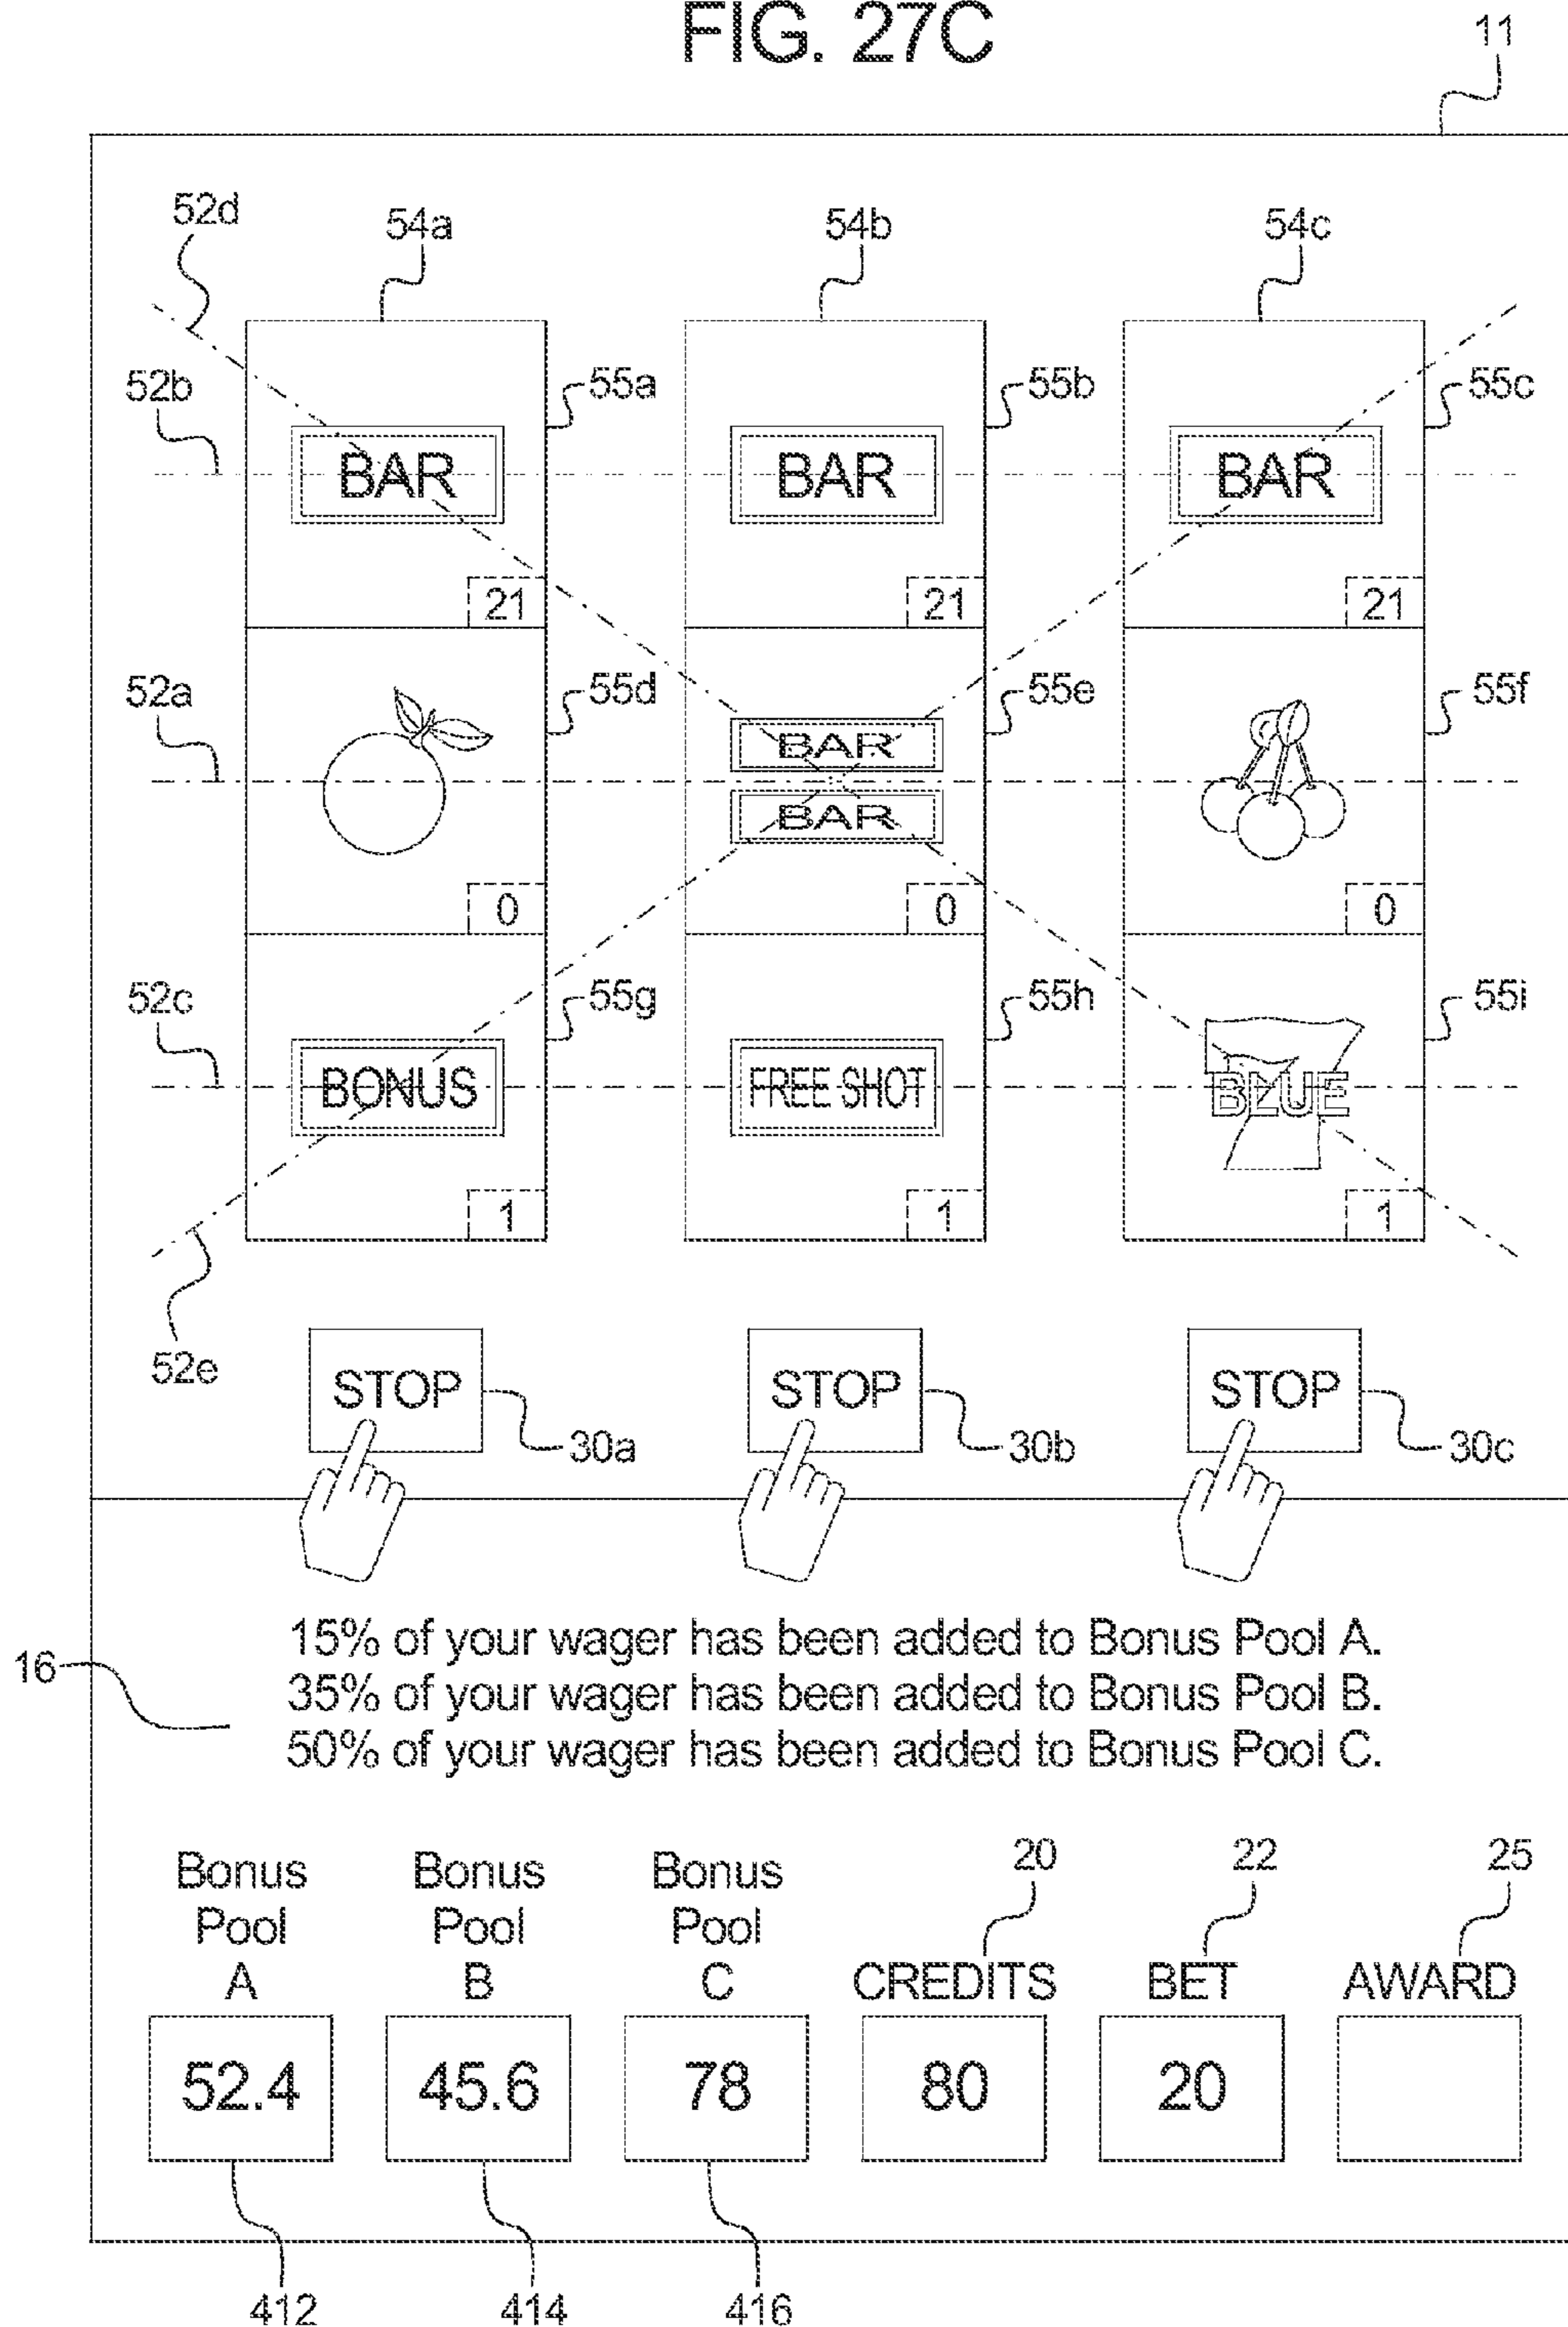 FIG. 27C
11
52d
54a
54b
54c
52b
55a
55b
55c
BAR
BAR
BAR
21
21
21
52a
55d
55e
55f
BAR
BAR
0
0
0
52c
55g
55h
55i
BONUS
FREE SHOT
BLUE
1
1
1
52e
STOP
STOP
STOP
30a
30b
30c
16
15% of your wager has been added to Bonus Pool A.
35% of your wager has been added to Bonus Pool B.
50% of your wager has been added to Bonus Pool C.
Bonus Pool A
Bonus Pool B
Bonus Pool C
20
22
25
CREDITS
BET
AWARD
52.4
45.6
78
80
20
412
414
416